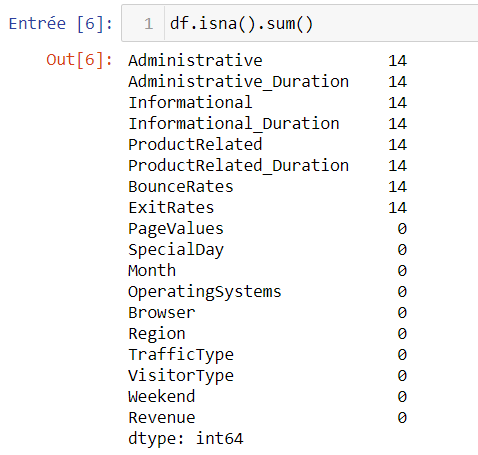 Entrée [6]: 1 df.isna().sum()
Out[6]: Administrative 14
Administrative_Duration 14
Informational 14
Informational_Duration 14
ProductRelated 14
ProductRelated_Duration 14
BounceRates 14
ExitRates 14
PageValues 0
SpecialDay 0
Month 0
OperatingSystems 0
Browser 0
Region 0
TrafficType 0
VisitorType 0
Weekend 0
Revenue 0
dtype: int64